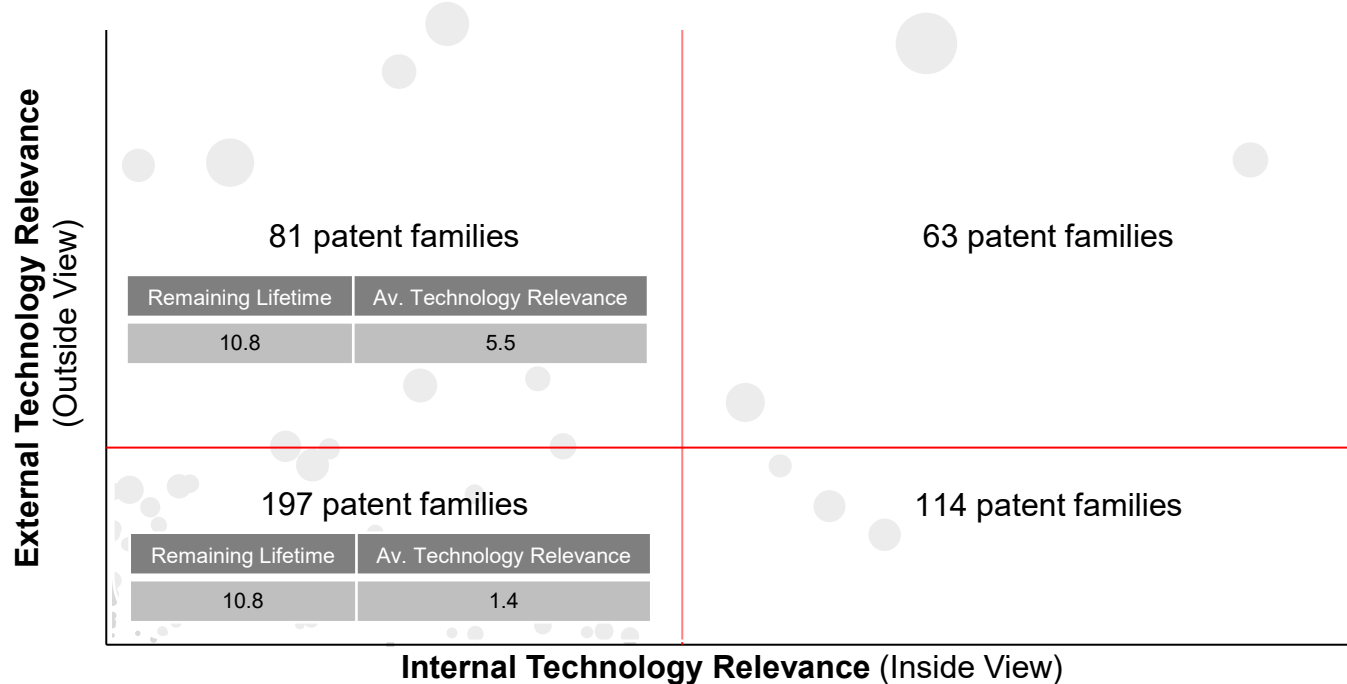 External Technology Relevance
(Outside View)
81 patent families
63 patent families
Remaining Lifetime Av. Technology Relevance
10.8 5.5
197 patent families
114 patent families
Remaining Lifetime Av. Technology Relevance
10.8 1.4
Internal Technology Relevance (Inside View)